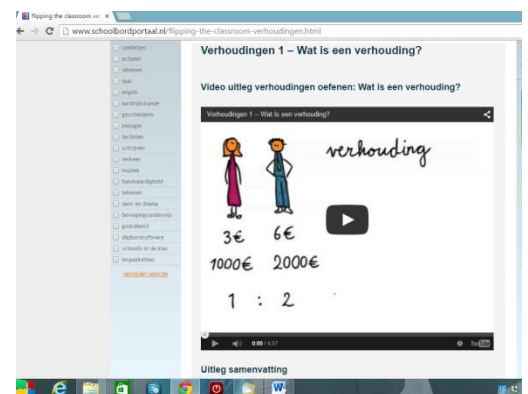 flipping the classroom ver
www.schoolbordportaal.nl/flipping-the-classroom-verhoudingen.html
spelletjes
actueel
rekenen
taal
engels
aardrijkskunde
geschiedenis
biologie
techniek
schrijven
verkeer
muziek
handvaardigheid
tekenen
dans en drama
bewegingsonderwijs
godsdienst
digibordsoftware
schooltv in de klas
lespakketten
verwijder selectie
Verhoudingen 1 – Wat is een verhouding?
Video uitleg verhoudingen oefenen: Wat is een verhouding?
Verhoudingen 1 – Wat is een verhouding?
verhouding
3€ 6€
1000€ 2000€
1 : 2
0:00 / 4:57
YouTube
Uitleg samenvatting